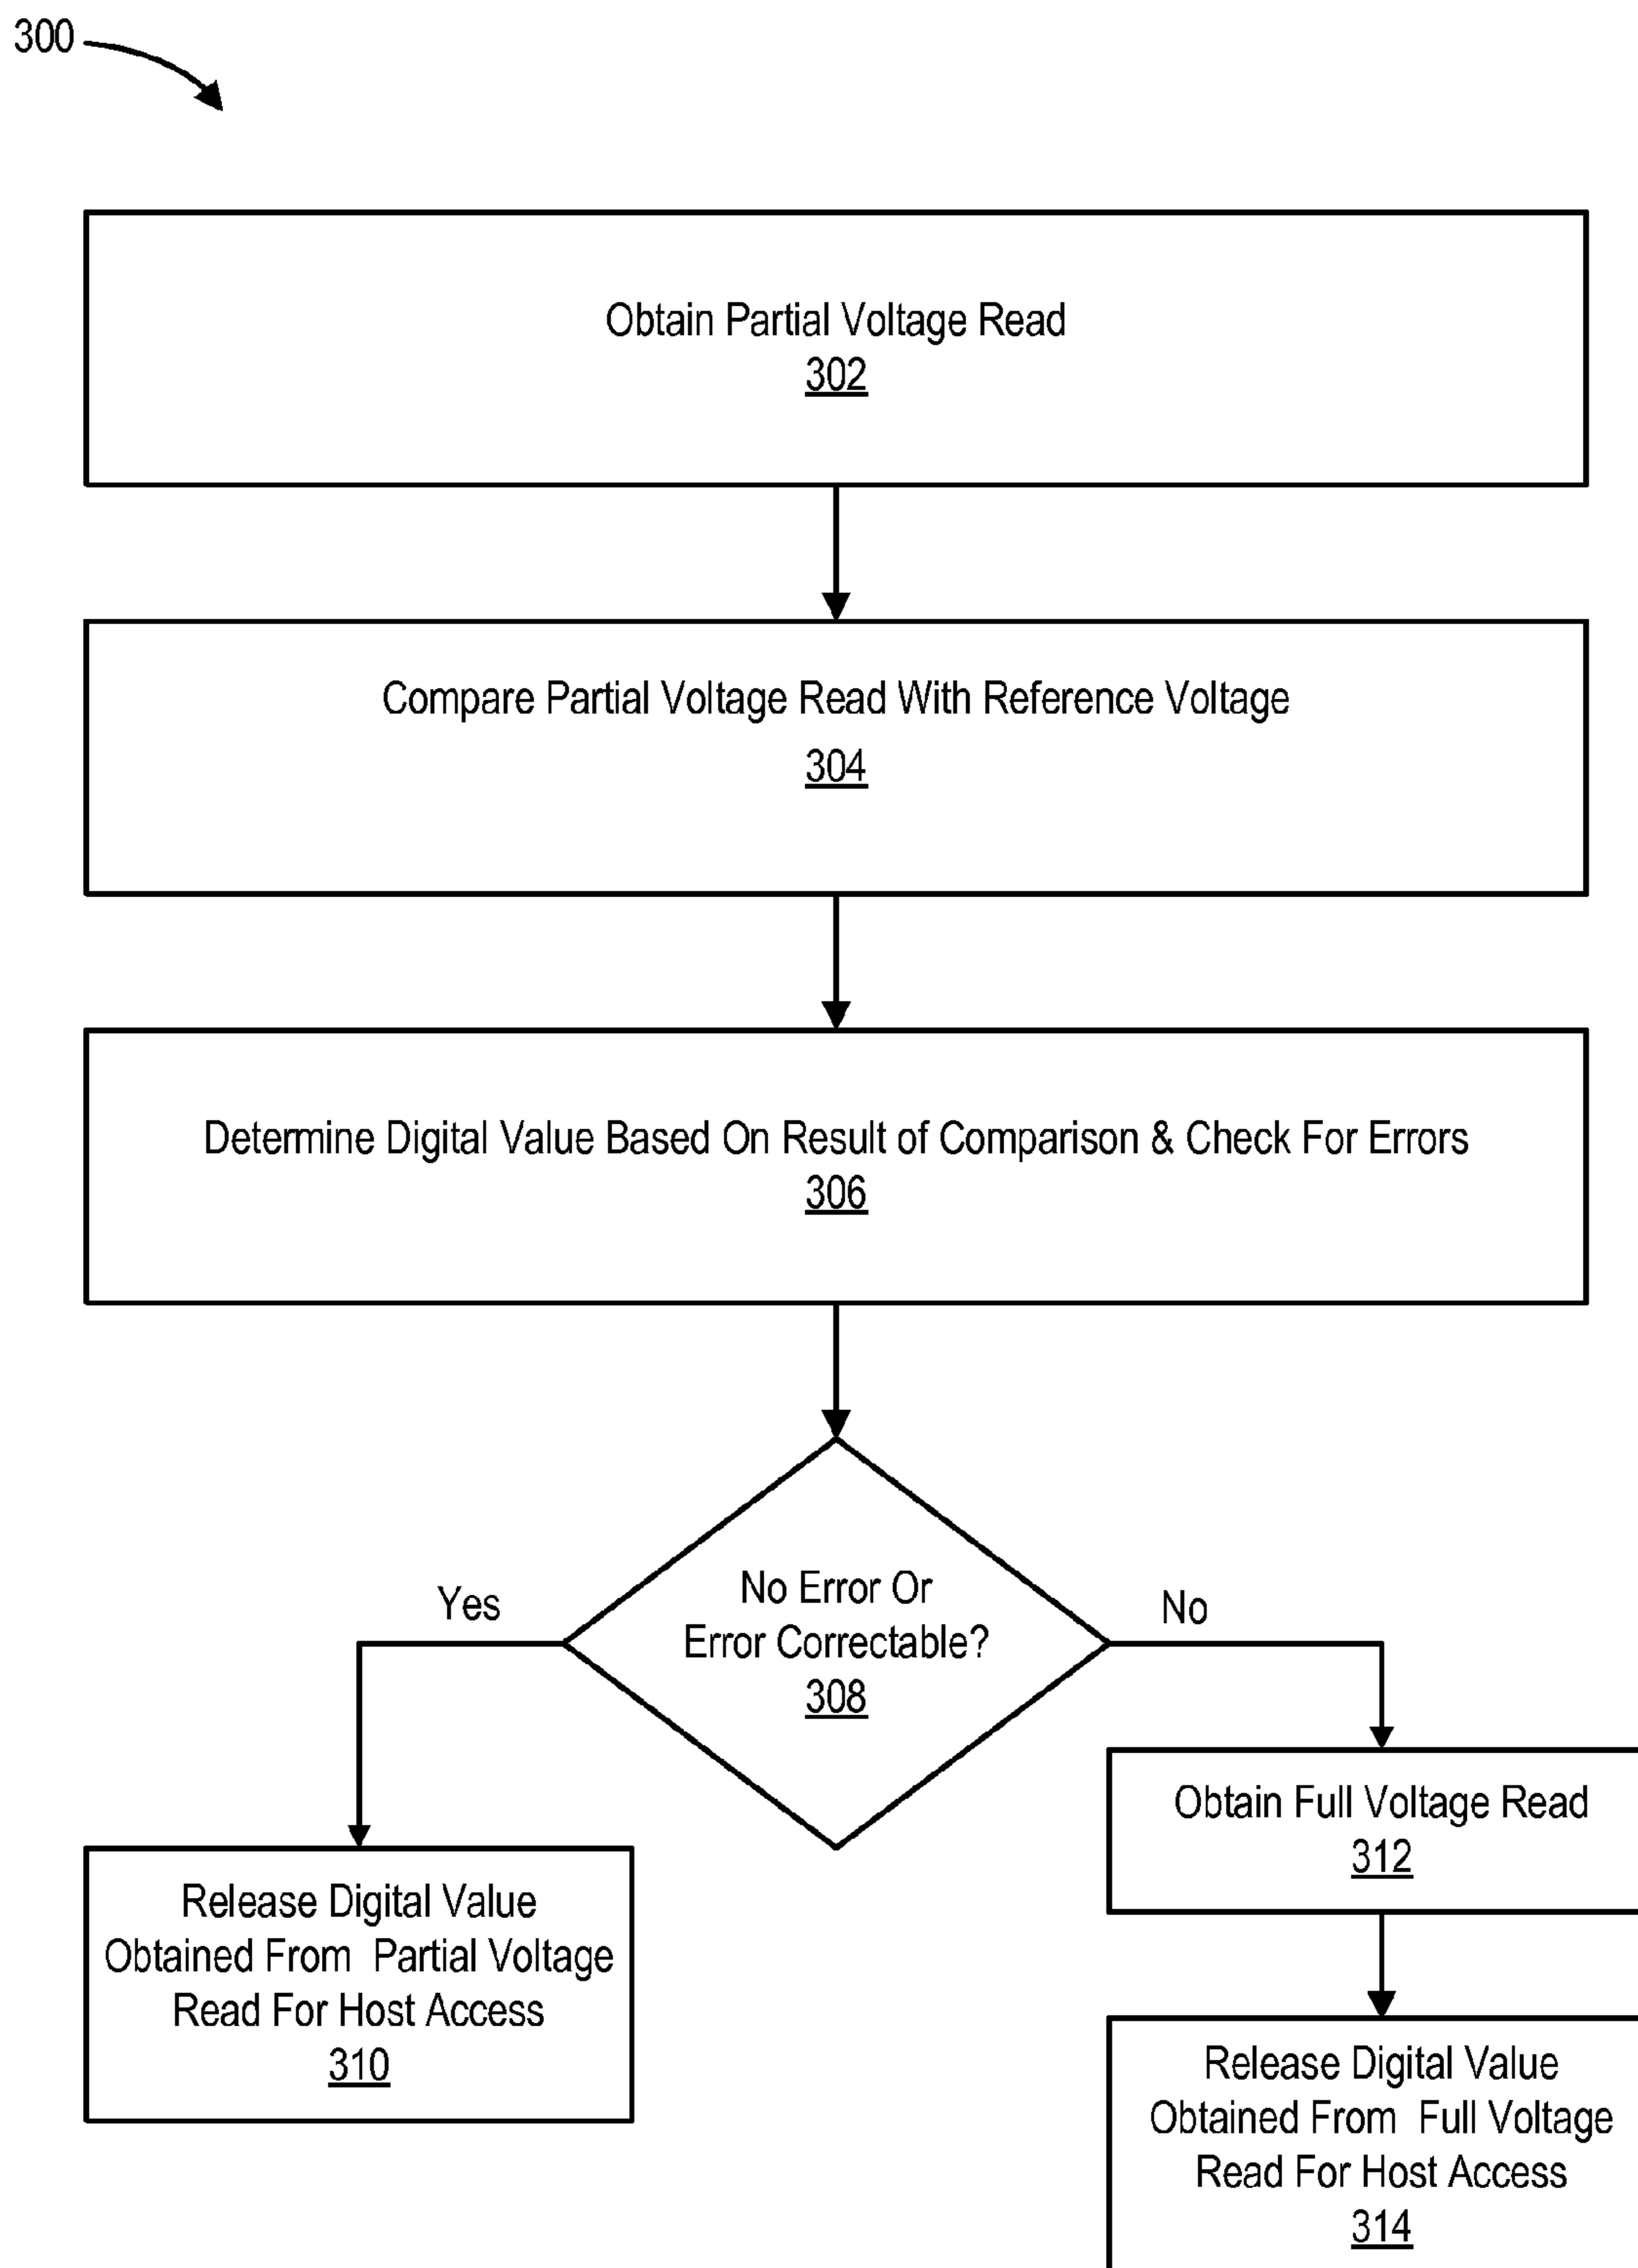 300
Obtain Partial Voltage Read
302
Compare Partial Voltage Read With Reference Voltage
304
Determine Digital Value Based On Result of Comparison & Check For Errors
306
No Error Or
Error Correctable?
308
Yes
No
Release Digital Value
Obtained From Partial Voltage
Read For Host Access
310
Obtain Full Voltage Read
312
Release Digital Value
Obtained From Full Voltage
Read For Host Access
314